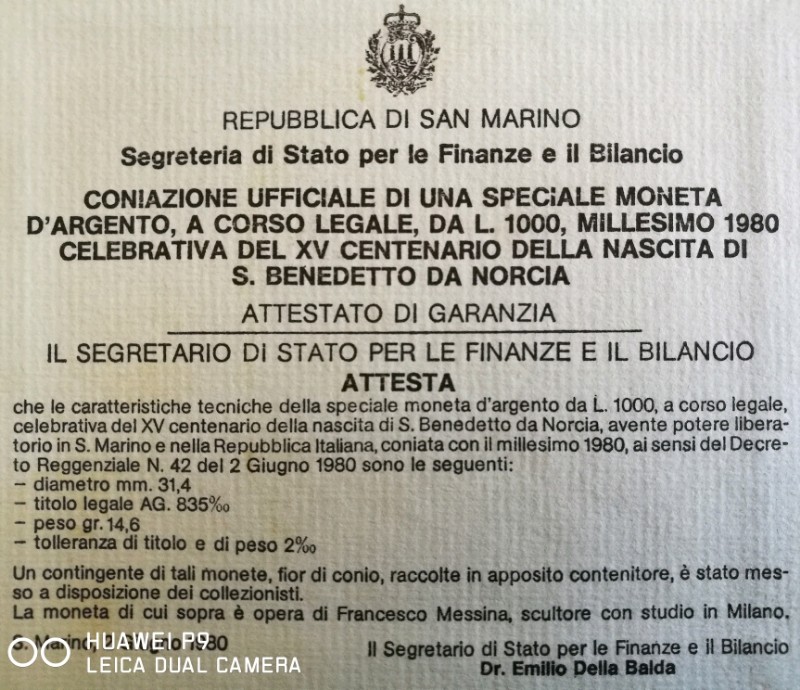 REPUBBLICA DI SAN MARINO
Segreteria di Stato per le Finanze e il Bilancio
CONIAZIONE UFFICIALE DI UNA SPECIALE MONETA
D'ARGENTO, A CORSO LEGALE, DA L. 1000, MILLESIMO 1980
CELEBRATIVA DEL XV CENTENARIO DELLA NASCITA DI
S. BENEDETTO DA NORCIA
ATTESTATO DI GARANZIA
IL SEGRETARIO DI STATO PER LE FINANZE E IL BILANCIO
ATTESTA
che le caratteristiche tecniche della speciale moneta d'argento da L. 1000, a corso legale,
celebrativa del XV centenario della nascita di S. Benedetto da Norcia, avente potere libera-
torio in S. Marino e nella Repubblica Italiana, coniata con il millesimo 1980, ai sensi del Decre-
to Reggenziale N. 42 del 2 Giugno 1980 sono le seguenti:
– diametro mm. 31,4
– titolo legale AG. 835‰
– peso gr. 14,6
– tolleranza di titolo e di peso 2‰
Un contingente di tali monete, fior di conio, raccolte in apposito contenitore, è stato mes-
so a disposizione dei collezionisti.
La moneta di cui sopra è opera di Francesco Messina, scultore con studio in Milano.
S. Marino, Giugno 1980
Il Segretario di Stato per le Finanze e il Bilancio
Dr. Emilio Della Balda
HUAWEI P9
LEICA DUAL CAMERA